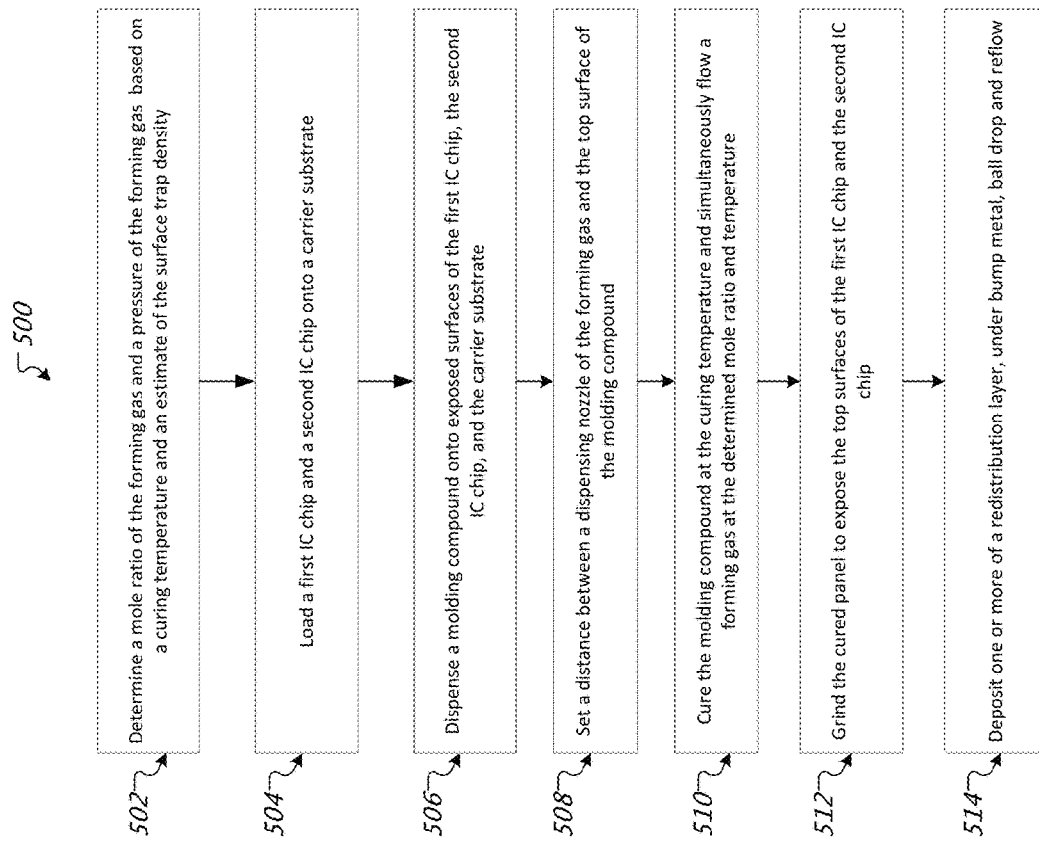 500
502
Determine a mole ratio of the forming gas and a pressure of the forming gas based on
a curing temperature and an estimate of the surface trap density
504
Load a first IC chip and a second IC chip onto a carrier substrate
506
Dispense a molding compound onto exposed surfaces of the first IC chip, the second
IC chip, and the carrier substrate
508
Set a distance between a dispensing nozzle of the forming gas and the top surface of
the molding compound
510
Cure the molding compound at the curing temperature and simultaneously flow a
forming gas at the determined mole ratio and temperature
512
Grind the cured panel to expose the top surfaces of the first IC chip and the second IC
chip
514
Deposit one or more of a redistribution layer, under bump metal, ball drop and reflow